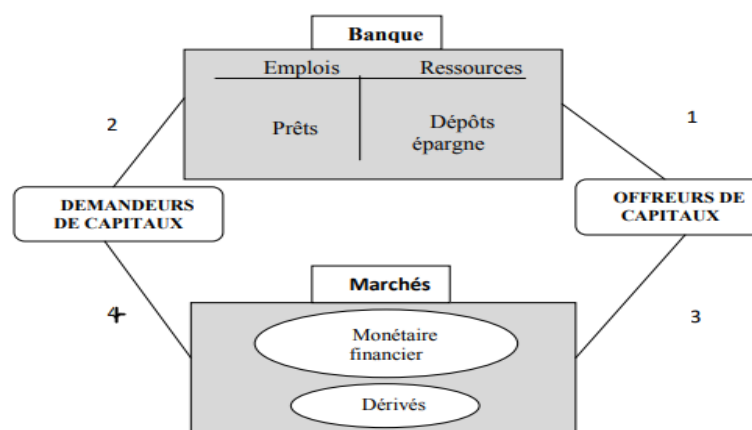 Banque
Emplois Ressources
2
1
Prêts
Dépôts
épargne
DEMANDEURS
DE CAPITAUX
OFFREURS DE
CAPITAUX
Marchés
4
3
Monétaire
financier
Dérivés